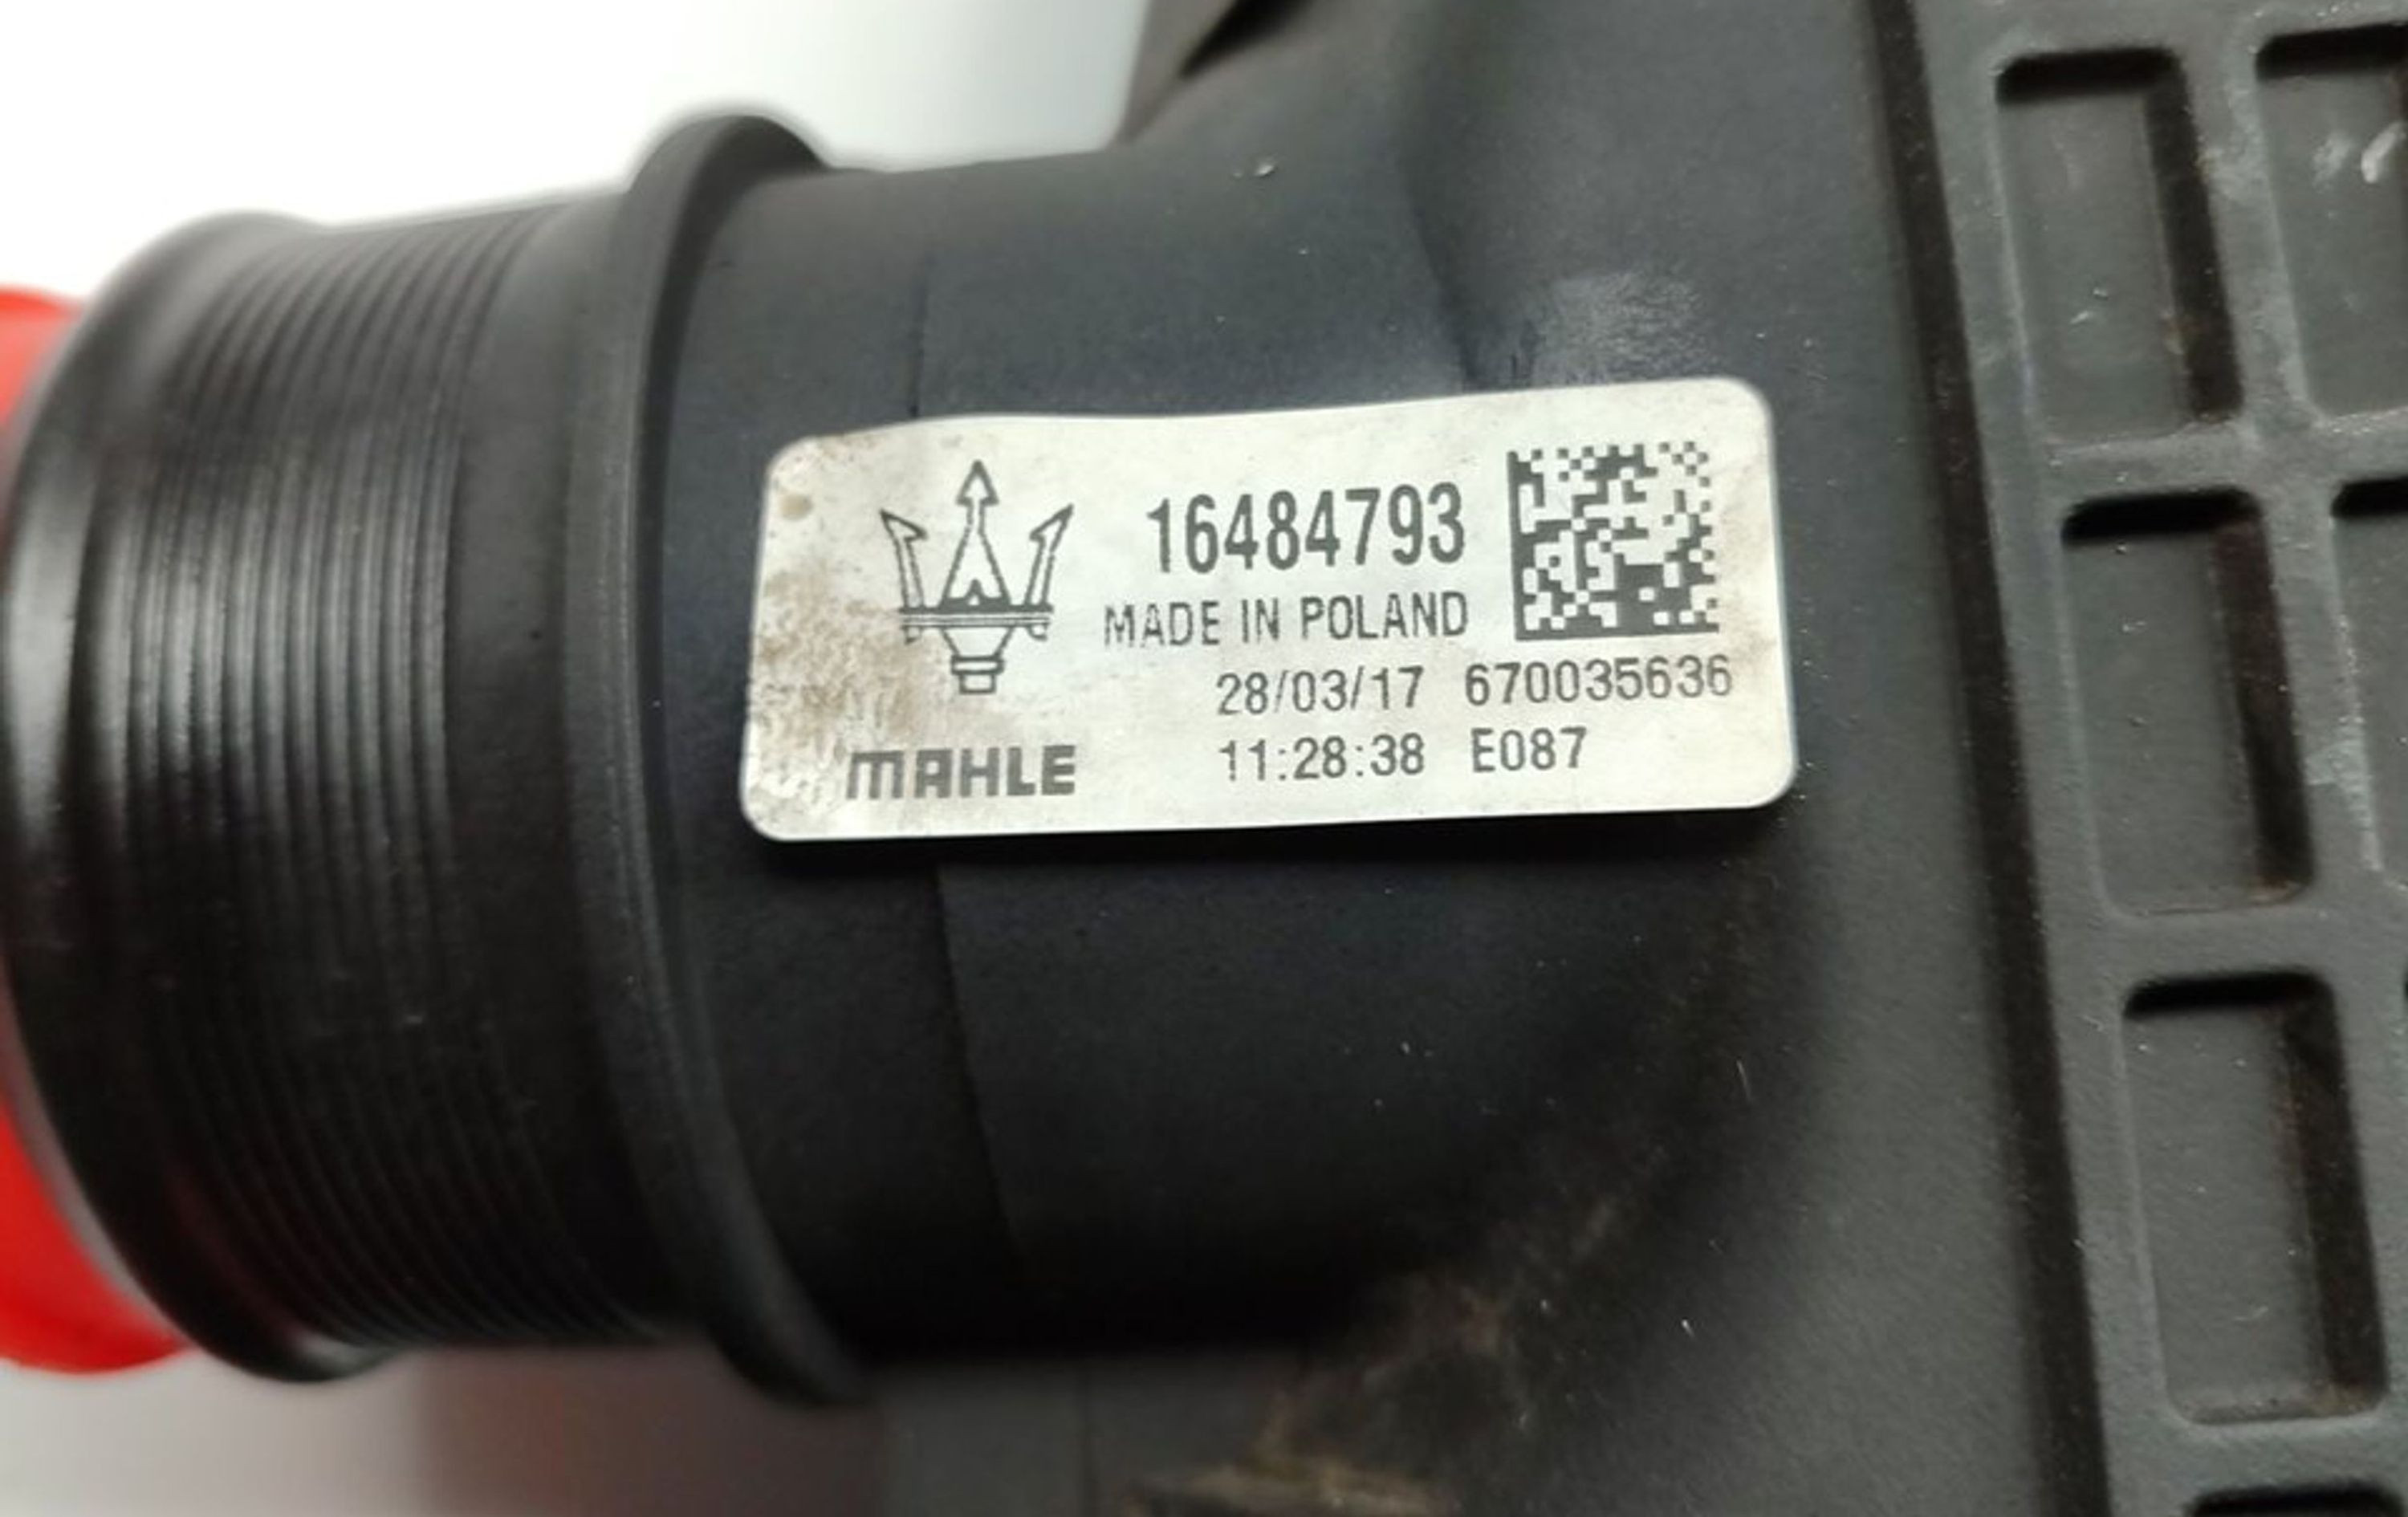 16484793
MADE IN POLAND
28/03/17 670035636
MAHLE 11:28:38 E087